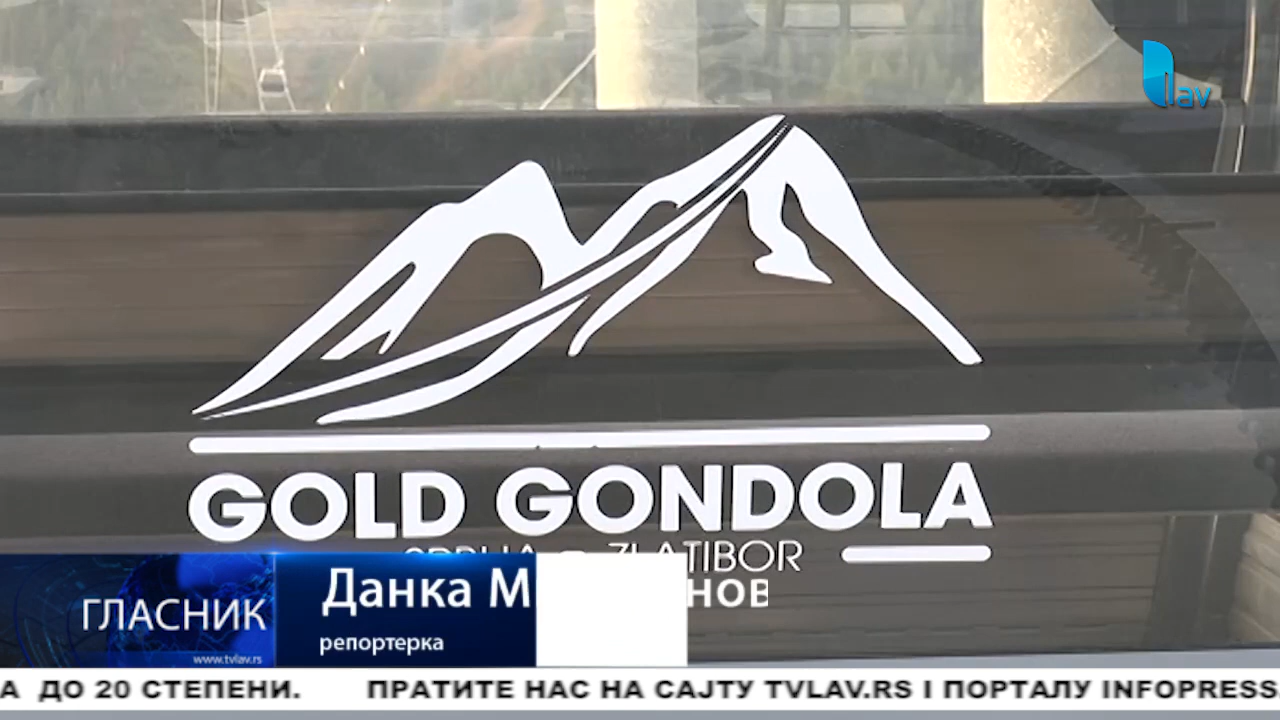 lav
GOLD GONDOLA
ZLATIBOR
Данка
ГЛАСНИК
репортерка
www.tvlav.rs
ДО 20 СТЕПЕНИ. ПРАТИТЕ НАС НА САЈТУ TVLAV.RS I ПОРТАЛУ INFOPRESS.